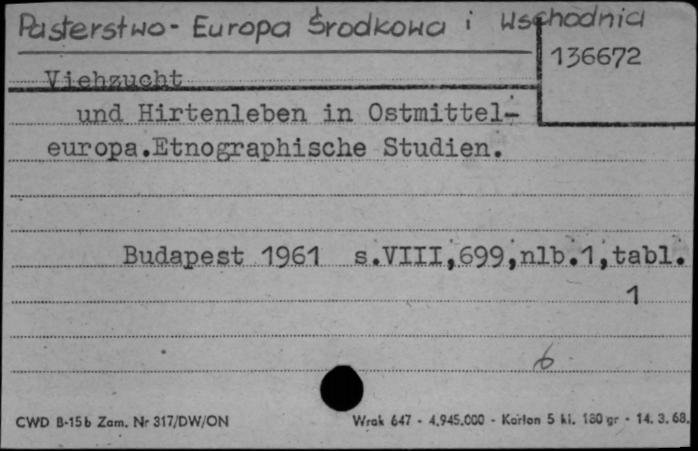 Pasterstwo - Europa Środkowa i Wschodnia
136672
Viehzucht
und Hirtenleben in Ostmittel-
europa.Etnographische Studien.
Budapest 1961 s.VIII,699,nlb.1,tabl.
1
6
CWD B-15b Zam. Nr 317/DW/ON Wrak 647 - 4.945.000 - Karton 5 kl. 180 gr - 14.3.68.